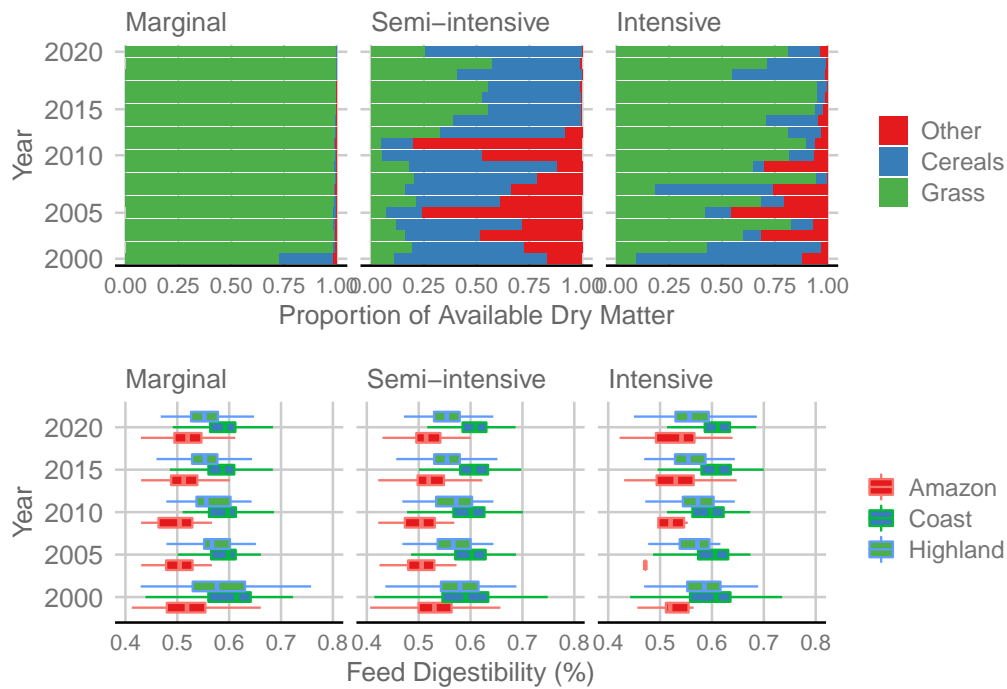 Marginal Semi−intensive Intensive
2020
2015
2010
2005
2000
Year
0.00 0.25 0.50 0.75 1.00 0.00 0.25 0.50 0.75 1.00 0.00 0.25 0.50 0.75 1.00
Proportion of Available Dry Matter
Other
Cereals
Grass
Marginal Semi−intensive Intensive
2020
2015
2010
2005
2000
Year
0.4 0.5 0.6 0.7 0.8 0.4 0.5 0.6 0.7 0.8 0.4 0.5 0.6 0.7 0.8
Feed Digestibility (%)
Amazon
Coast
Highland